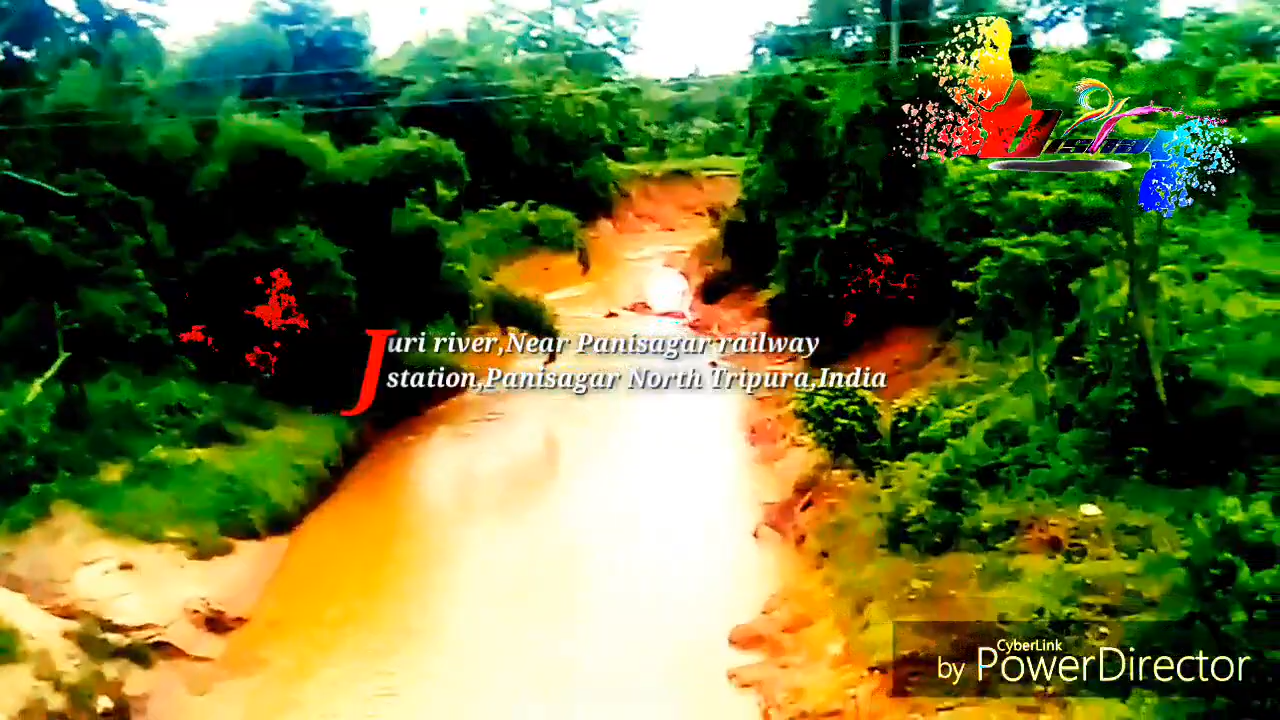 Juri river,Near Panisagar railway
station,Panisagar North Tripura,India
CyberLink
by PowerDirector